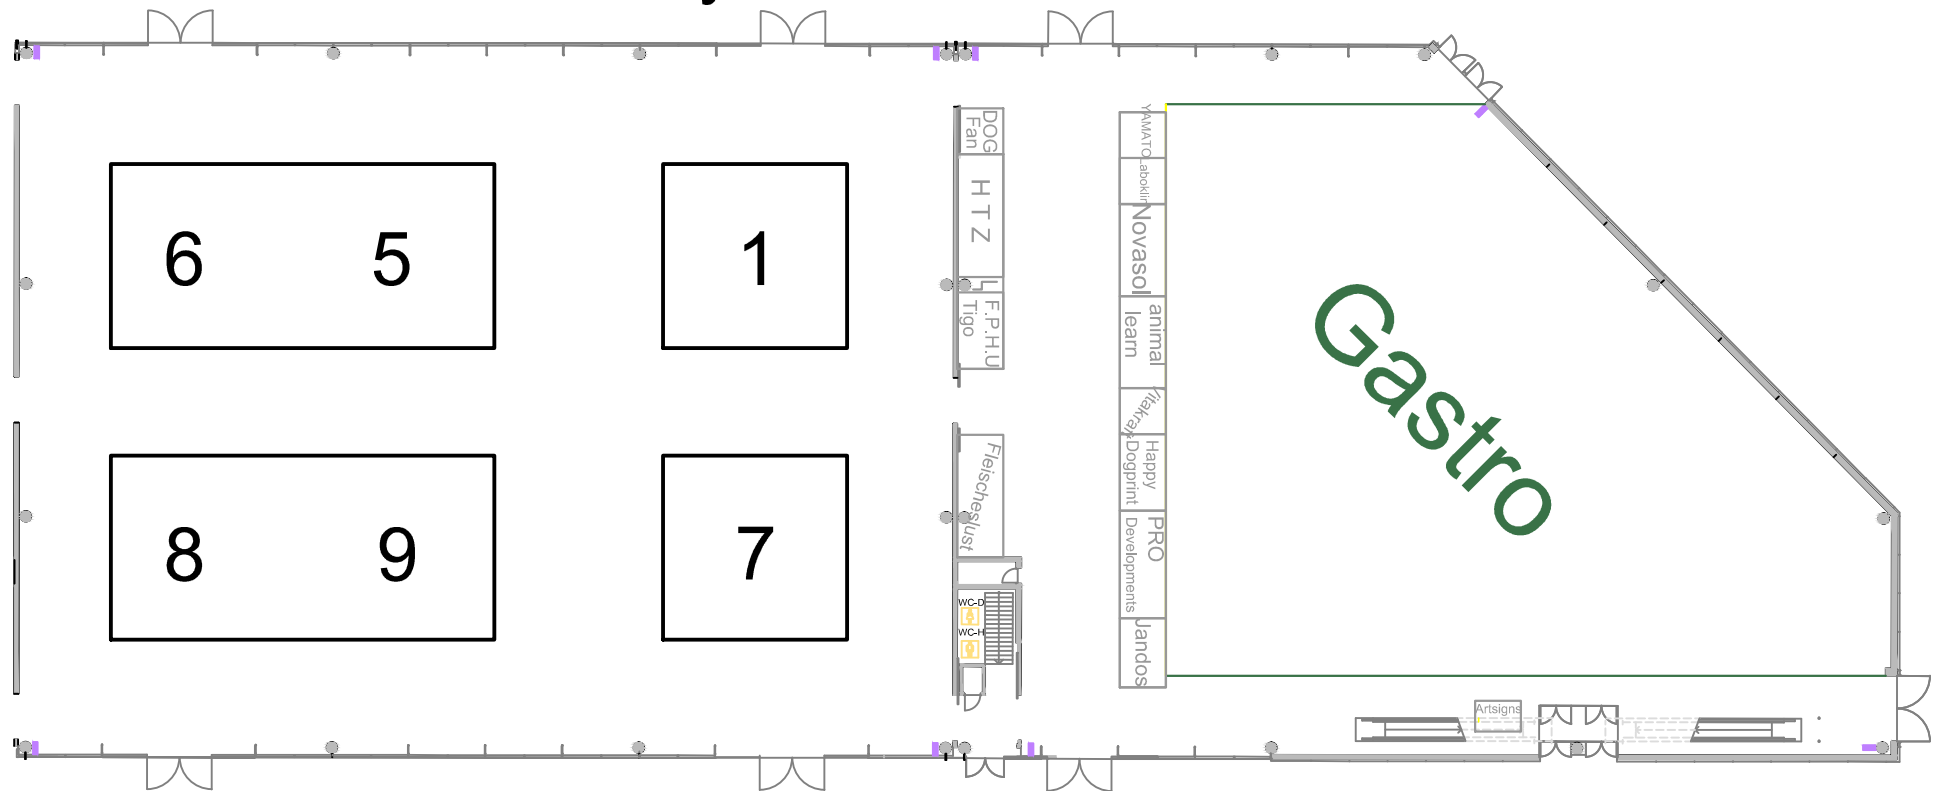 6 5 1
8 9 7
DOG
Fan
H T Z
F.P.H.U
Tigo
Fleischeslust
WC-D
WC-H
YAMATO
Laboklin
Novasol
animal
learn
Happy
Dogprint
PRO
Developments
Jandos
Gastro
Artsigns